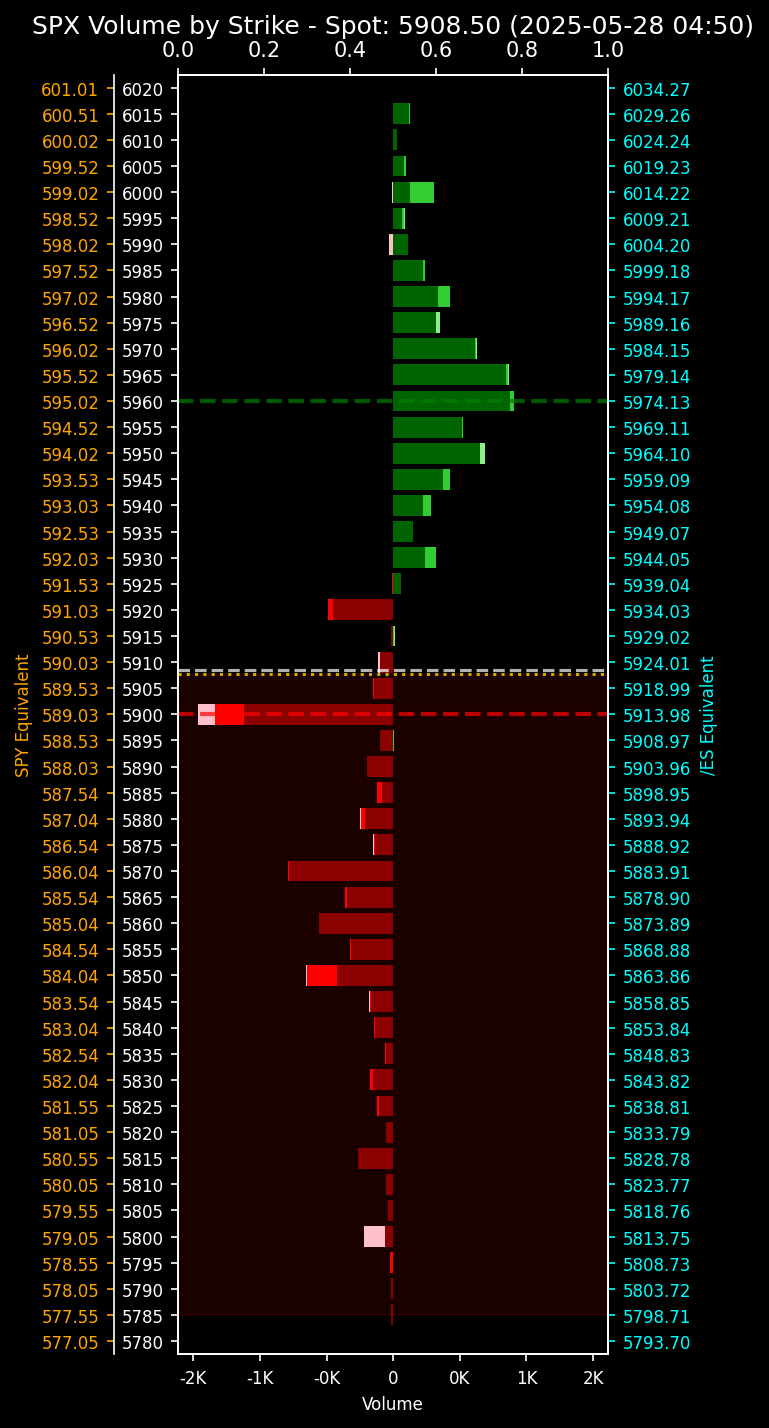 SPX Volume by Strike - Spot: 5908.50 (2025-05-28 04:50)
0.0 0.2 0.4 0.6 0.8 1.0
601.01 6020 6034.27
600.51 6015 6029.26
600.02 6010 6024.24
599.52 6005 6019.23
599.02 6000 6014.22
598.52 5995 6009.21
598.02 5990 6004.20
597.52 5985 5999.18
597.02 5980 5994.17
596.52 5975 5989.16
596.02 5970 5984.15
595.52 5965 5979.14
595.02 5960 5974.13
594.52 5955 5969.11
594.02 5950 5964.10
593.53 5945 5959.09
593.03 5940 5954.08
592.53 5935 5949.07
592.03 5930 5944.05
591.53 5925 5939.04
591.03 5920 5934.03
590.53 5915 5929.02
590.03 5910 5924.01
589.53 5905 5918.99
589.03 5900 5913.98
588.53 5895 5908.97
588.03 5890 5903.96
587.54 5885 5898.95
587.04 5880 5893.94
586.54 5875 5888.92
586.04 5870 5883.91
585.54 5865 5878.90
585.04 5860 5873.89
584.54 5855 5868.88
584.04 5850 5863.86
583.54 5845 5858.85
583.04 5840 5853.84
582.54 5835 5848.83
582.04 5830 5843.82
581.55 5825 5838.81
581.05 5820 5833.79
580.55 5815 5828.78
580.05 5810 5823.77
579.55 5805 5818.76
579.05 5800 5813.75
578.55 5795 5808.73
578.05 5790 5803.72
577.55 5785 5798.71
577.05 5780 5793.70
SPY Equivalent
/ES Equivalent
-2K -1K -0K 0 0K 1K 2K
Volume